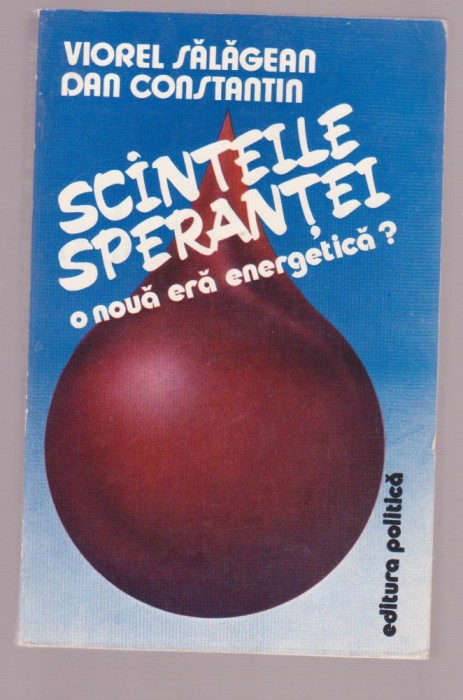 VIOREL SĂLĂGEAN
DAN CONSTANTIN
SCÎNTEILE
SPERANȚEI
o nouă eră energetică?
editura politică